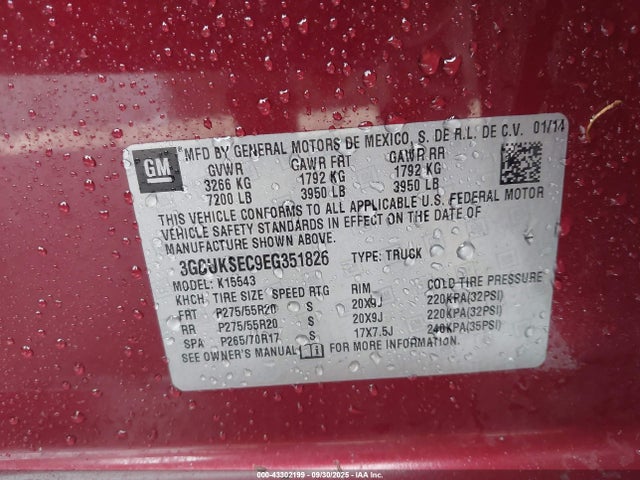 GM
MFD BY GENERAL MOTORS DE MEXICO, S. DE R.L. DE C.V. 01/14
GVWR GAWR FRT GAWR RR
3266 KG 1792 KG 1792 KG
7200 LB 3950 LB 3950 LB
THIS VEHICLE CONFORMS TO ALL APPLICABLE U.S. FEDERAL MOTOR
VEHICLE SAFETY STANDARDS IN EFFECT ON THE DATE OF
MANUFACTURE SHOWN ABOVE.
3GCUKSEC9EG351826 TYPE: TRUCK
MODEL: K15543
KHCH TIRE SIZE SPEED RTG RIM COLD TIRE PRESSURE
FRT P275/55R20 S 20X9J 220KPA(32PSI)
RR P275/55R20 S 20X9J 220KPA(32PSI)
SPA P265/70R17 S 17X7.5J 240KPA(35PSI)
SEE OWNER'S MANUAL FOR MORE INFORMATION.
000-43302199 - 09/30/2025 - IAAI.COM